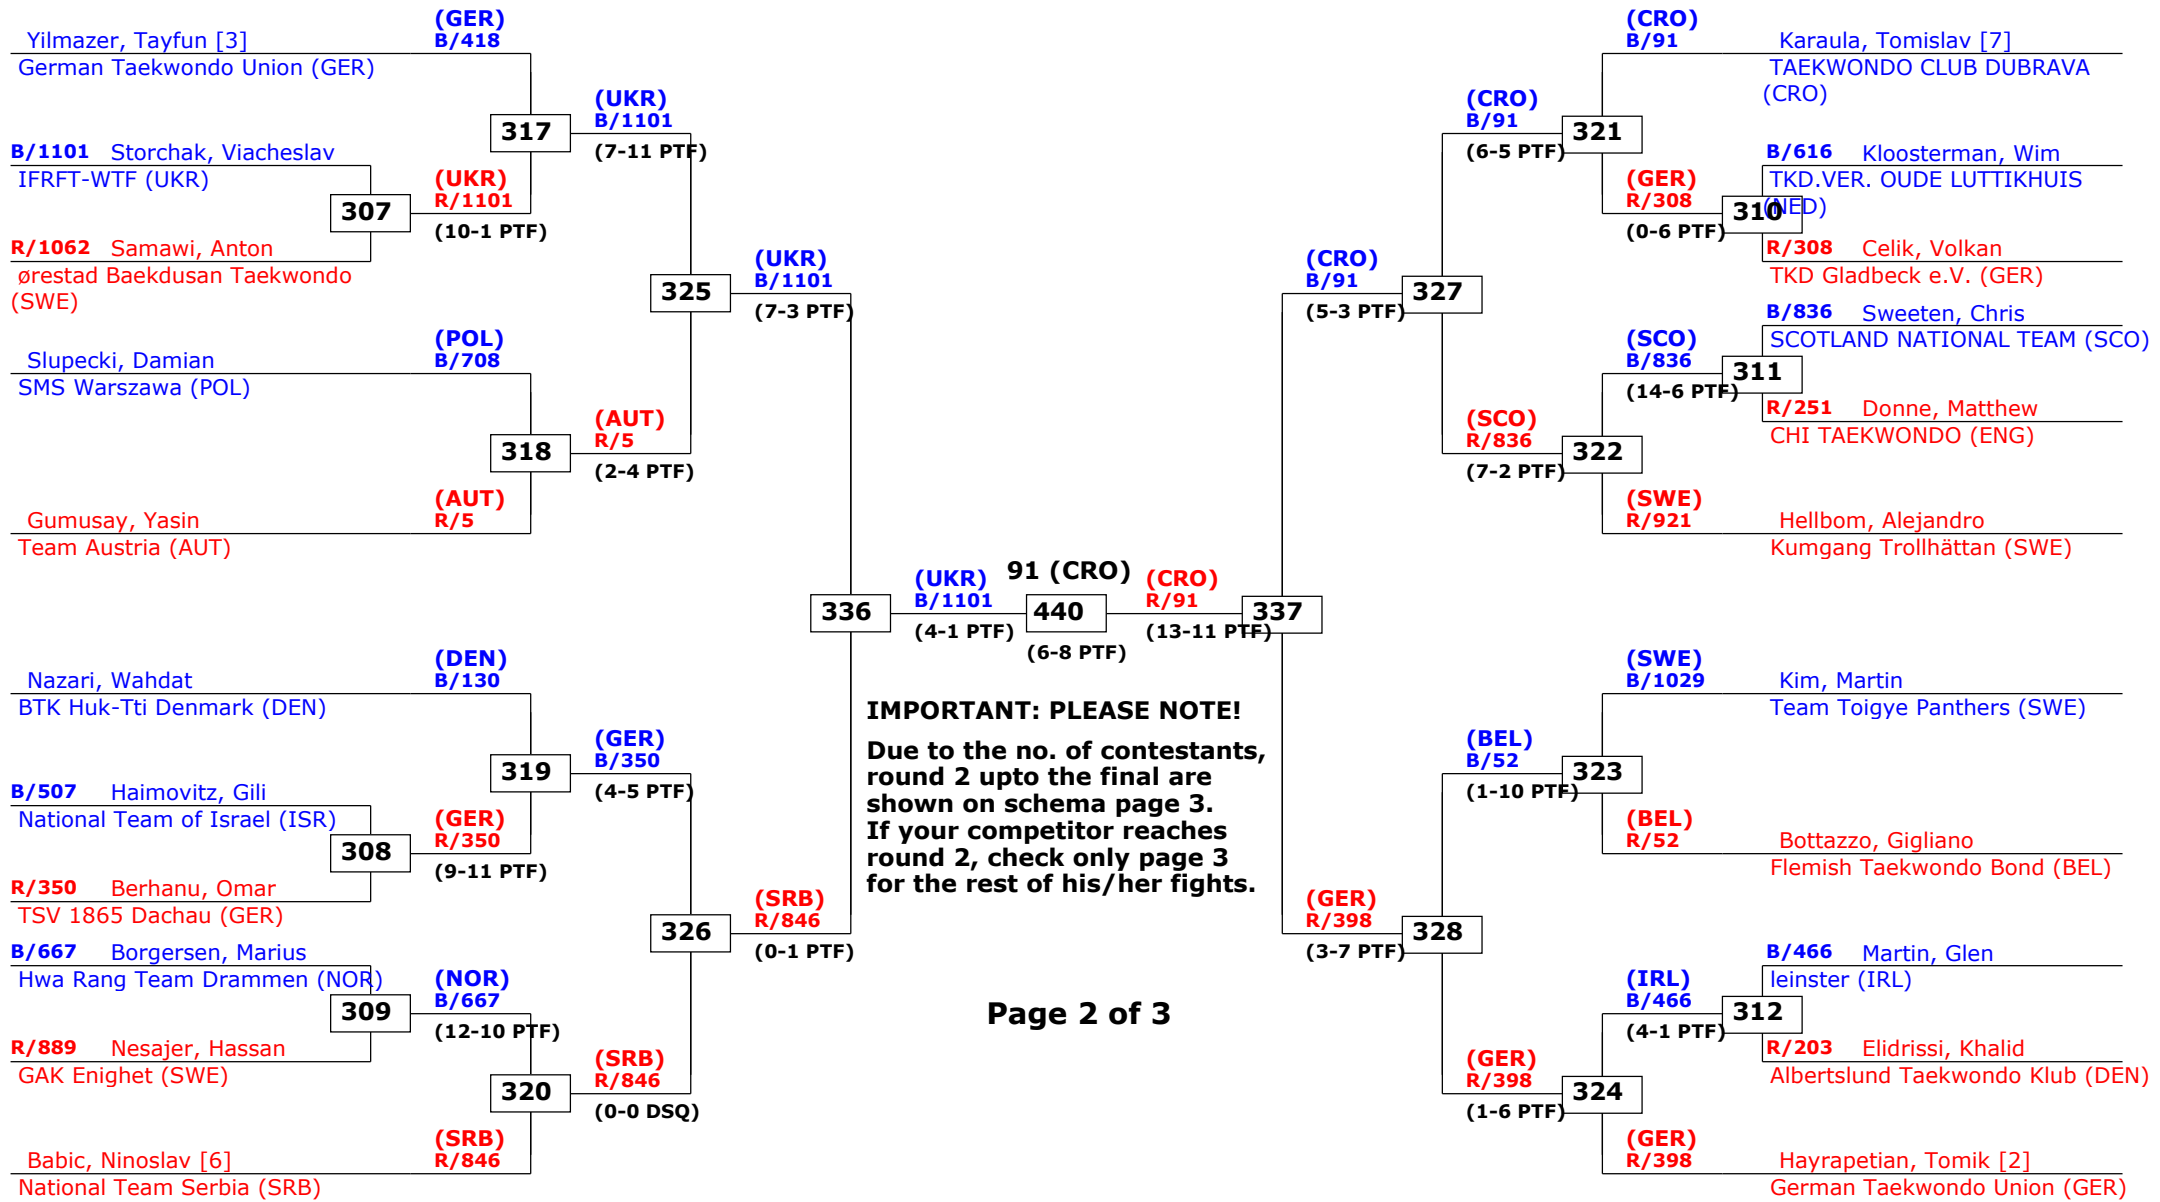 (GER)
Yilmazer, Tayfun [3] B/418
German Taekwondo Union (GER)
(UKR)
B/1101
317
(7-11 PTF)
B/1101 Storchak, Viacheslav
IFRFT-WTF (UKR)
(UKR)
R/1101
307
(10-1 PTF)
R/1062 Samawi, Anton
ørestad Baekdusan Taekwondo
(SWE)
(UKR)
B/1101
325
(7-3 PTF)
(POL)
Slupecki, Damian B/708
SMS Warszawa (POL)
(AUT)
R/5
318
(2-4 PTF)
(AUT)
Gumusay, Yasin R/5
Team Austria (AUT)
336
(UKR)
B/1101
(4-1 PTF)
91 (CRO)
440
(6-8 PTF)
(CRO)
R/91
(13-11 PTF)
337
(DEN)
Nazari, Wahdat B/130
BTK Huk-Tti Denmark (DEN)
(GER)
B/350
319
(4-5 PTF)
B/507 Haimovitz, Gili
National Team of Israel (ISR)
(GER)
R/350
308
(9-11 PTF)
R/350 Berhanu, Omar
TSV 1865 Dachau (GER)
(SRB)
R/846
326
(0-1 PTF)
B/667 Borgersen, Marius
Hwa Rang Team Drammen (NOR)
(NOR)
B/667
309
(12-10 PTF)
R/889 Nesajer, Hassan
GAK Enighet (SWE)
(SRB)
R/846
320
(0-0 DSQ)
(SRB)
Babic, Ninoslav [6] R/846
National Team Serbia (SRB)
IMPORTANT: PLEASE NOTE!
Due to the no. of contestants,
round 2 upto the final are
shown on schema page 3.
If your competitor reaches
round 2, check only page 3
for the rest of his/her fights.
Page 2 of 3
(CRO)
B/91 Karaula, Tomislav [7]
TAEKWONDO CLUB DUBRAVA
(CRO)
(CRO)
B/91
321
(6-5 PTF)
B/616 Kloosterman, Wim
TKD.VER. OUDE LUTTIKHUIS
(NED)
(GER)
R/308
310
(0-6 PTF)
R/308 Celik, Volkan
TKD Gladbeck e.V. (GER)
(CRO)
B/91
327
(5-3 PTF)
B/836 Sweeten, Chris
SCOTLAND NATIONAL TEAM (SCO)
(SCO)
B/836
311
(14-6 PTF)
R/251 Donne, Matthew
CHI TAEKWONDO (ENG)
(SCO)
R/836
322
(7-2 PTF)
(SWE)
R/921 Hellbom, Alejandro
Kumgang Trollhättan (SWE)
(SWE)
B/1029 Kim, Martin
Team Toigye Panthers (SWE)
(BEL)
B/52
323
(1-10 PTF)
(BEL)
R/52 Bottazzo, Gigliano
Flemish Taekwondo Bond (BEL)
(GER)
R/398
328
(3-7 PTF)
B/466 Martin, Glen
leinster (IRL)
(IRL)
B/466
312
(4-1 PTF)
R/203 Elidrissi, Khalid
Albertslund Taekwondo Klub (DEN)
(GER)
R/398
324
(1-6 PTF)
(GER)
R/398 Hayrapetian, Tomik [2]
German Taekwondo Union (GER)